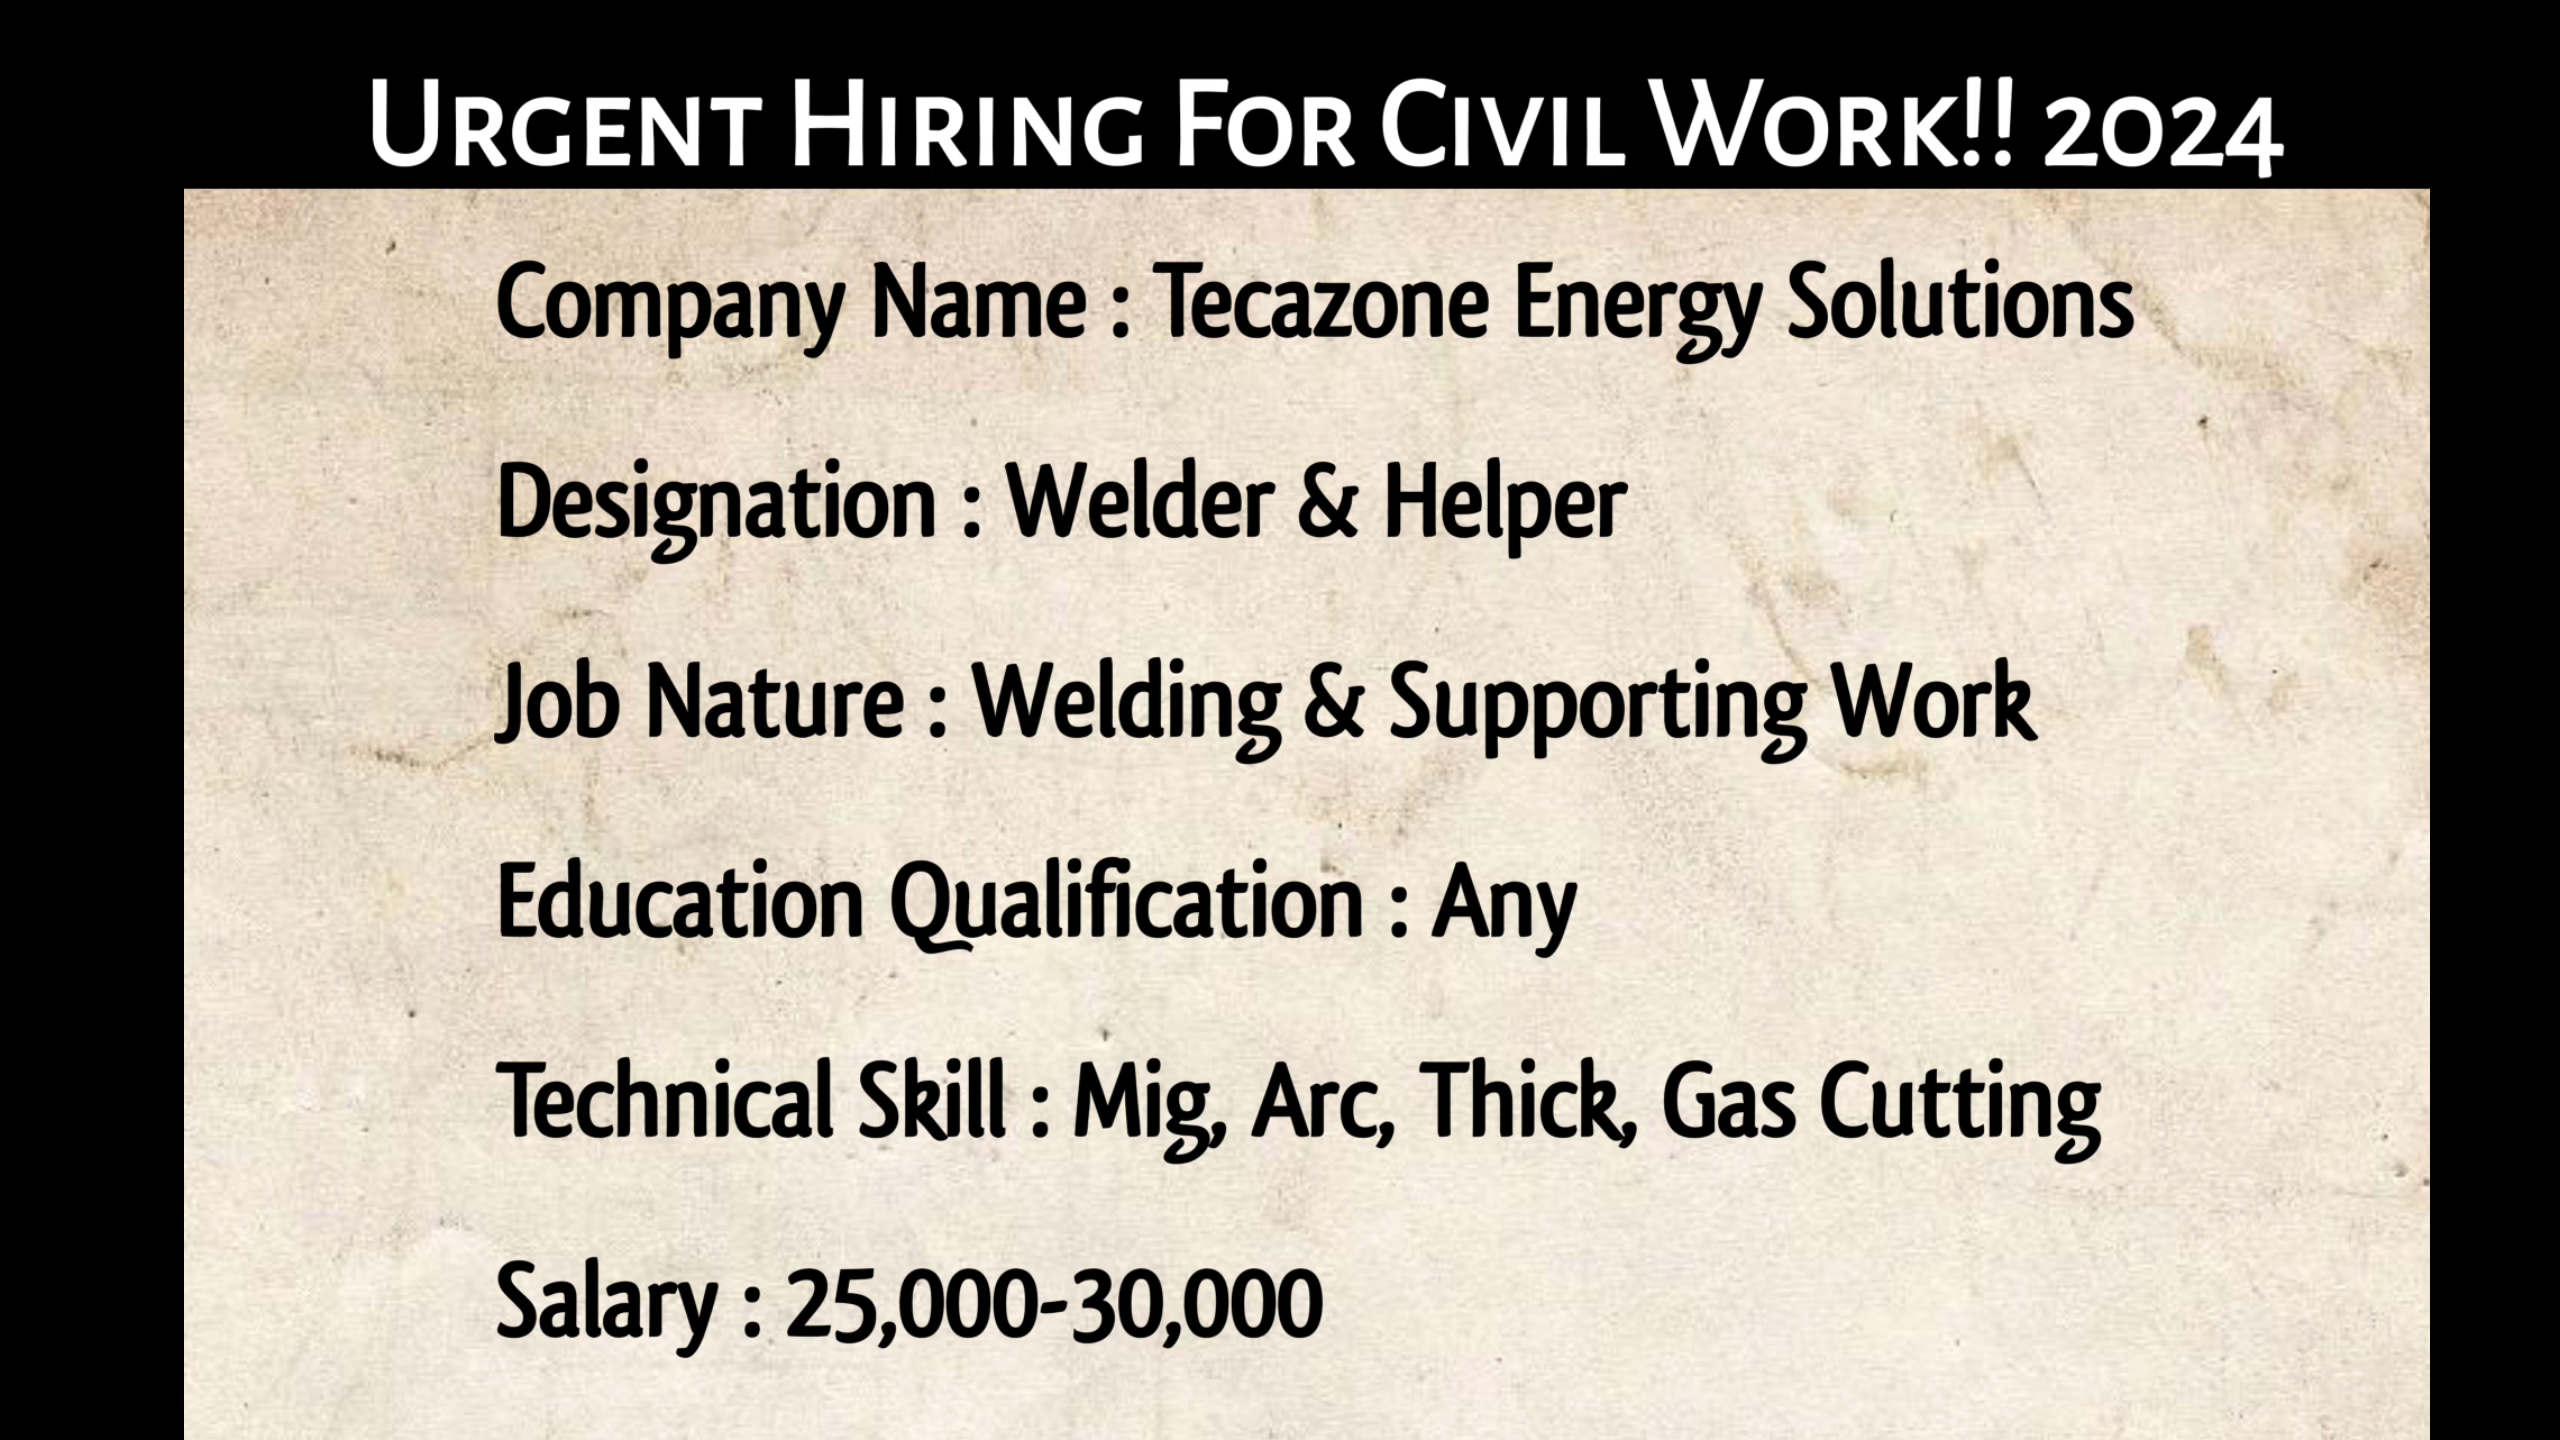 Urgent Hiring For Civil Work!! 2024
Company Name : Tecazone Energy Solutions
Designation : Welder & Helper
Job Nature : Welding & Supporting Work
Education Qualification : Any
Technical Skill : Mig, Arc, Thick, Gas Cutting
Salary : 25,000-30,000